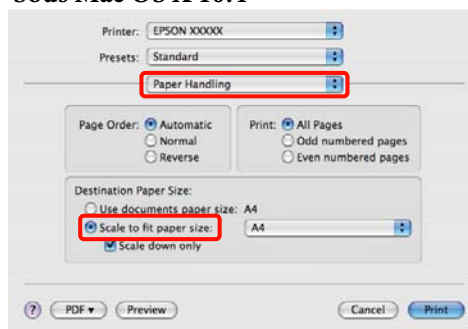 Sous Mac OS X 10.4
Printer: EPSON XXXXX
Presets: Standard
Paper Handling
Page Order: Automatic
Normal
Reverse
Print: All Pages
Odd numbered pages
Even numbered pages
Destination Paper Size:
Use documents paper size: A4
Scale to fit paper size: A4
Scale down only
? PDF ▾ Preview Cancel Print